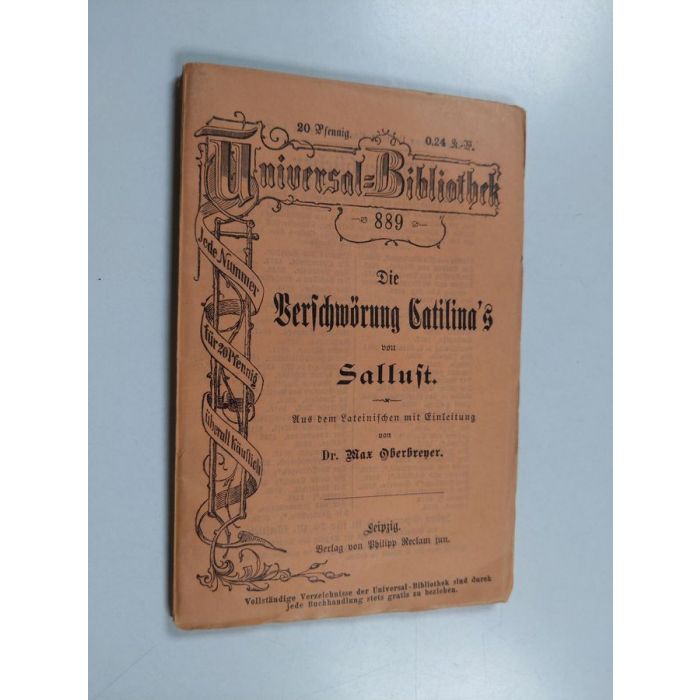 20 Pfennig. 0.24 K.-W.
Universal-Bibliothek
889
Jede Nummer
für 20 Pfennig
überall käuflich
Die
Verschwörung Catilina's
von
Sallust.
Aus dem Lateinischen mit Einleitung
von
Dr. Max Oberbreyer.
Leipzig.
Verlag von Philipp Reclam jun.
Vollständige Verzeichnisse der Universal-Bibliothek sind durch
jede Buchhandlung stets gratis zu beziehen.